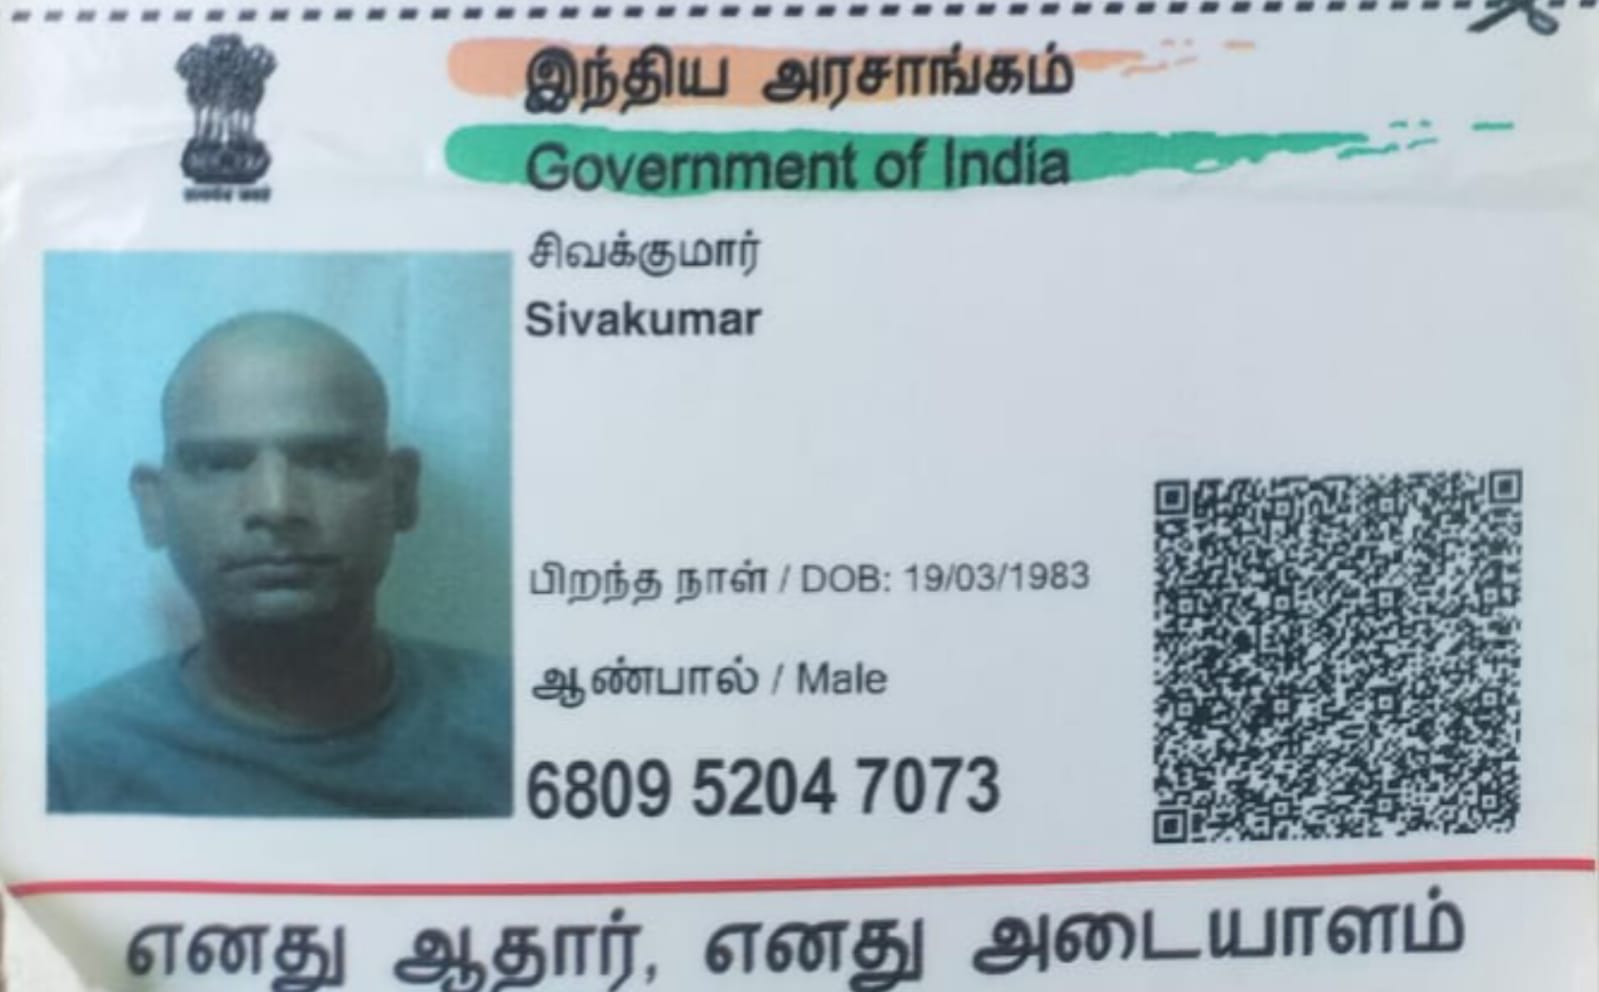 இந்திய அரசாங்கம்
Government of India
சிவக்குமார்
Sivakumar
பிறந்த நாள் / DOB: 19/03/1983
ஆண்பால் / Male
6809 5204 7073
எனது ஆதார், எனது அடையாளம்